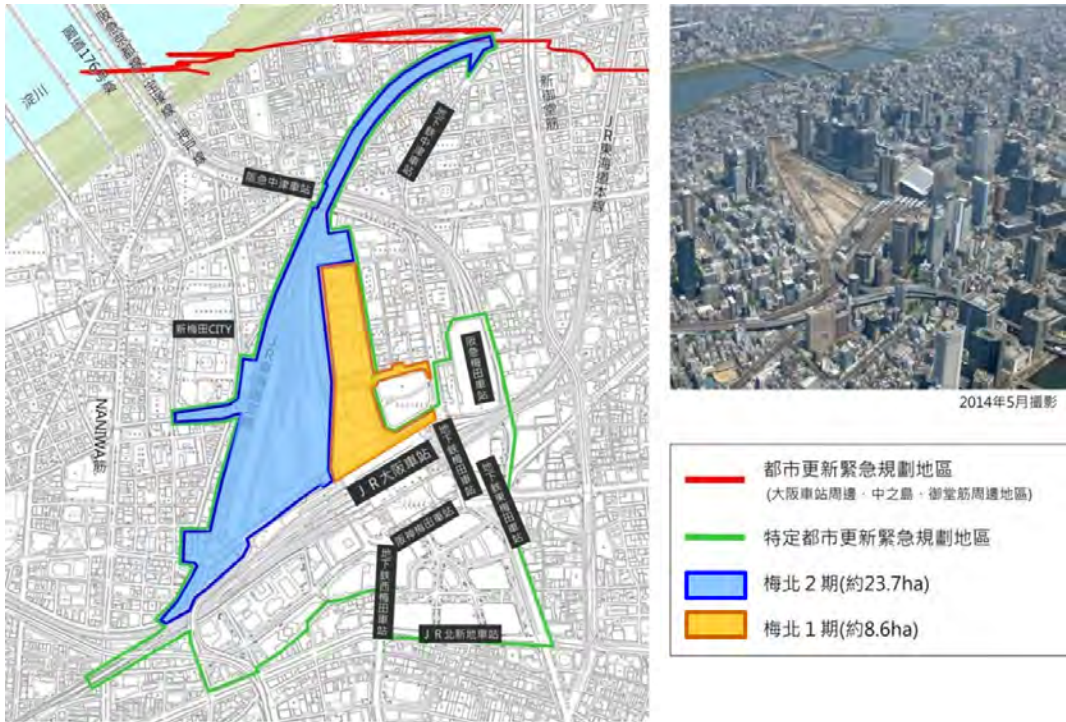 國道176号線
淀川
新御堂筋
ＪＲ東海道本線
地下鉄中津車站
阪急中津車站
新梅田CITY
阪急梅田車站
NANIWA筋
ＪＲ大阪車站
地下鉄梅田車站
地下鉄東梅田車站
阪神梅田車站
地下鉄西梅田車站
ＪＲ北新地車站
2014年5月攝影
都市更新緊急規劃地區
(大阪車站周邊・中之島・御堂筋周邊地區)
特定都市更新緊急規劃地區
梅北２期(約23.7ha)
梅北１期(約8.6ha)